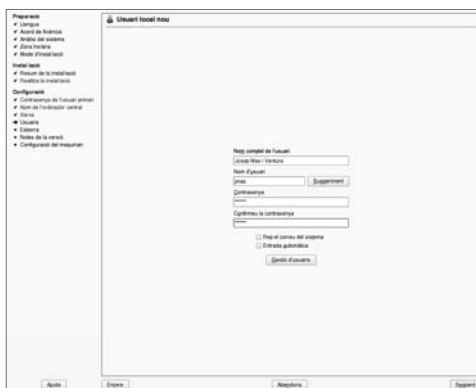 Preparació
✔ Llengua
✔ Acord de llicència
✔ Anàlisi del sistema
✔ Zona horària
✔ Mode d'instal·lació
Instal·lació
✔ Resum de la instal·lació
✔ Realitza la instal·lació
Configuració
✔ Contrasenya de l'usuari primari
✔ Nom de l'ordinador central
✔ Xarxa
➔ Usuaris
• Esborra
• Notes de la versió
• Configuració del maquinari
Usuari local nou
Nom complet de l'usuari
Josep Mas i Ventura
Nom d'usuari
jmas
Suggeriment
Contrasenya
Confirmeu la contrasenya
Rep el correu del sistema
Entrada automàtica
Gestió d'usuaris
Ajuda
Enrere
Abandona
Següent